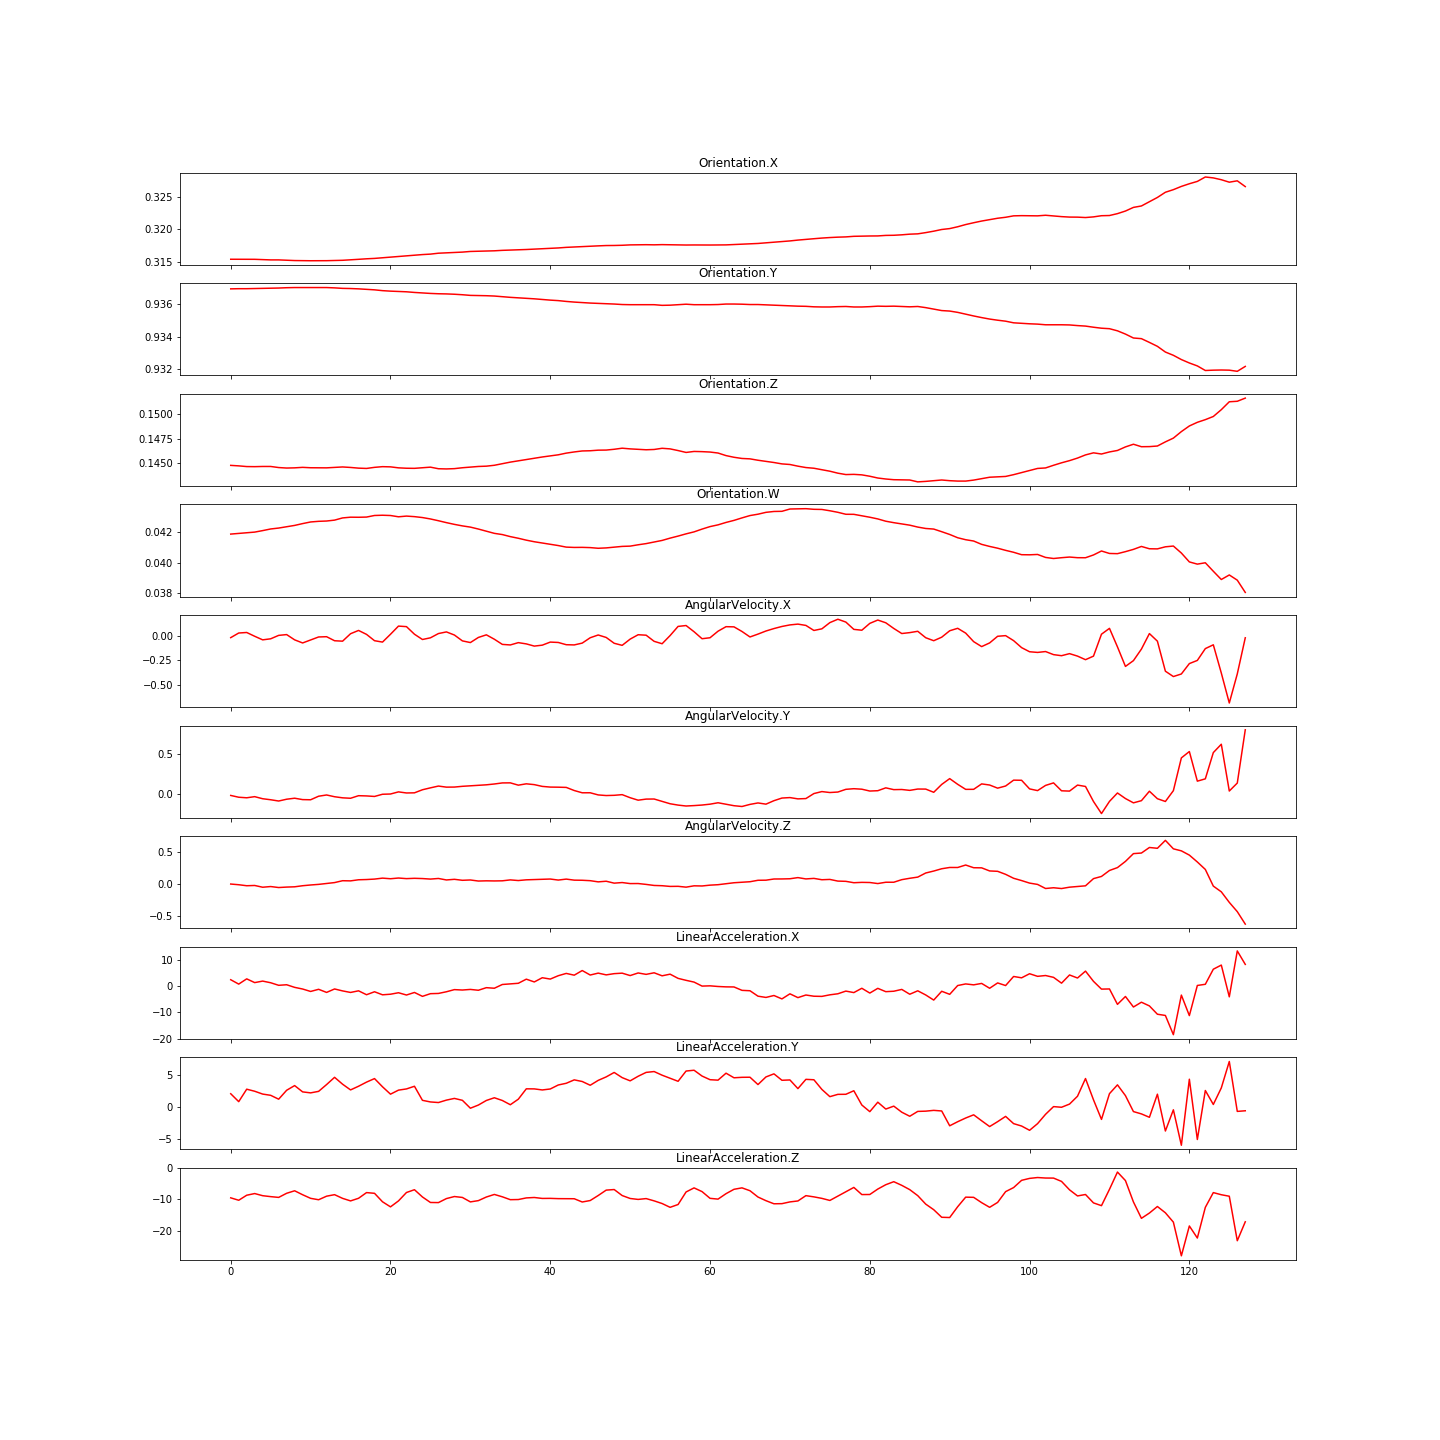 Orientation.X
0.325
0.320
0.315
Orientation.Y
0.936
0.934
0.932
Orientation.Z
0.1500
0.1475
0.1450
Orientation.W
0.042
0.040
0.038
AngularVelocity.X
0.00
−0.25
−0.50
AngularVelocity.Y
0.5
0.0
AngularVelocity.Z
0.5
0.0
−0.5
LinearAcceleration.X
10
0
−10
−20
LinearAcceleration.Y
5
0
−5
LinearAcceleration.Z
0
−10
−20
0 20 40 60 80 100 120